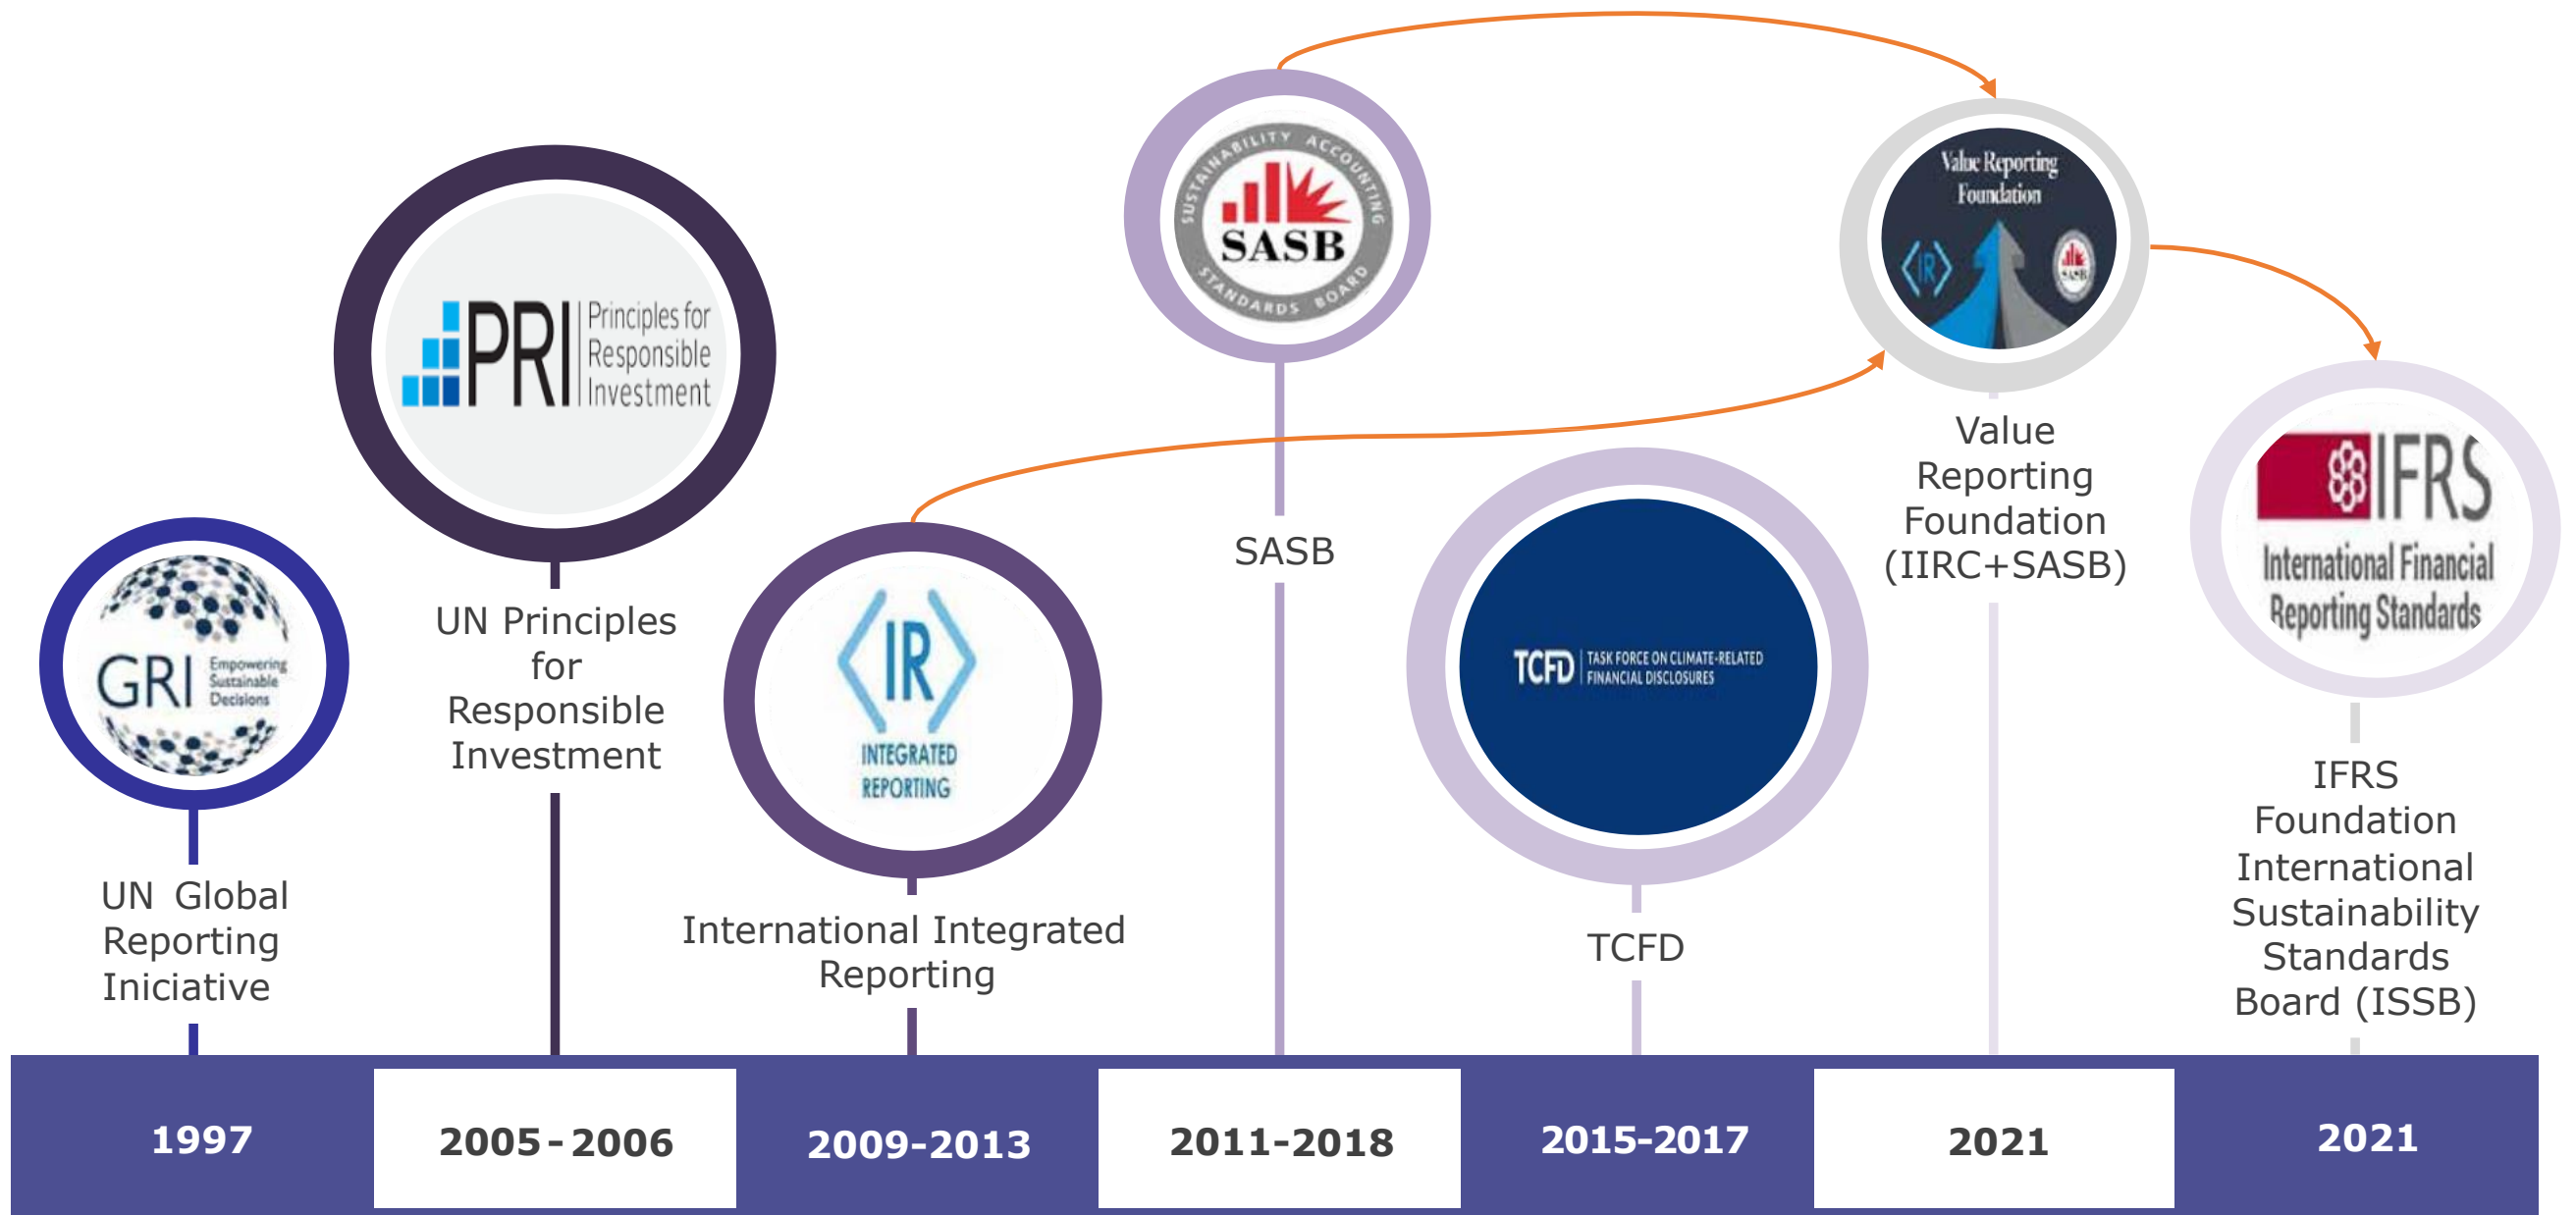 GRI
Empowering
Sustainable
Decisions
UN Global
Reporting
Iniciative
1997
PRI
Principles for
Responsible
Investment
UN Principles
for
Responsible
Investment
2005-2006
IR
INTEGRATED
REPORTING
International Integrated
Reporting
2009-2013
SUSTAINABILITY ACCOUNTING
SASB
STANDARDS BOARD
SASB
2011-2018
TCFD
TASK FORCE ON CLIMATE-RELATED
FINANCIAL DISCLOSURES
TCFD
2015-2017
Value Reporting
Foundation
IR
SASB
Value
Reporting
Foundation
(IIRC+SASB)
2021
IFRS
International Financial
Reporting Standards
IFRS
Foundation
International
Sustainability
Standards
Board (ISSB)
2021